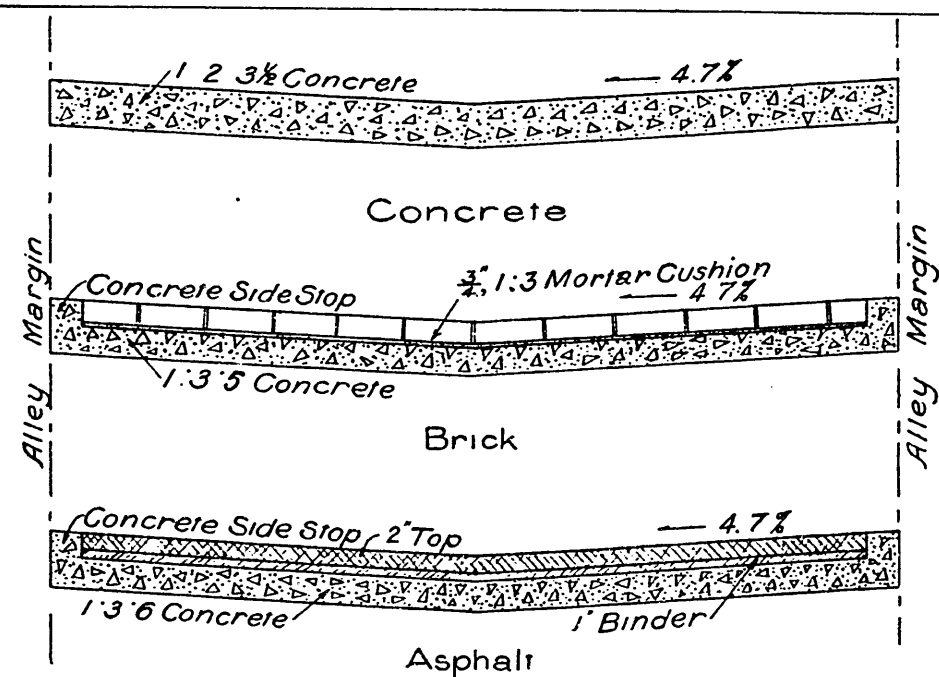 1 2 3½ Concrete
4.7%
Concrete
Alley Margin
Alley Margin
Concrete Side Stop
¾", 1:3 Mortar Cushion
4 7%
1:3:5 Concrete
Brick
Concrete Side Stop
2" Top
4.7%
1:3:6 Concrete
1" Binder
Asphalt